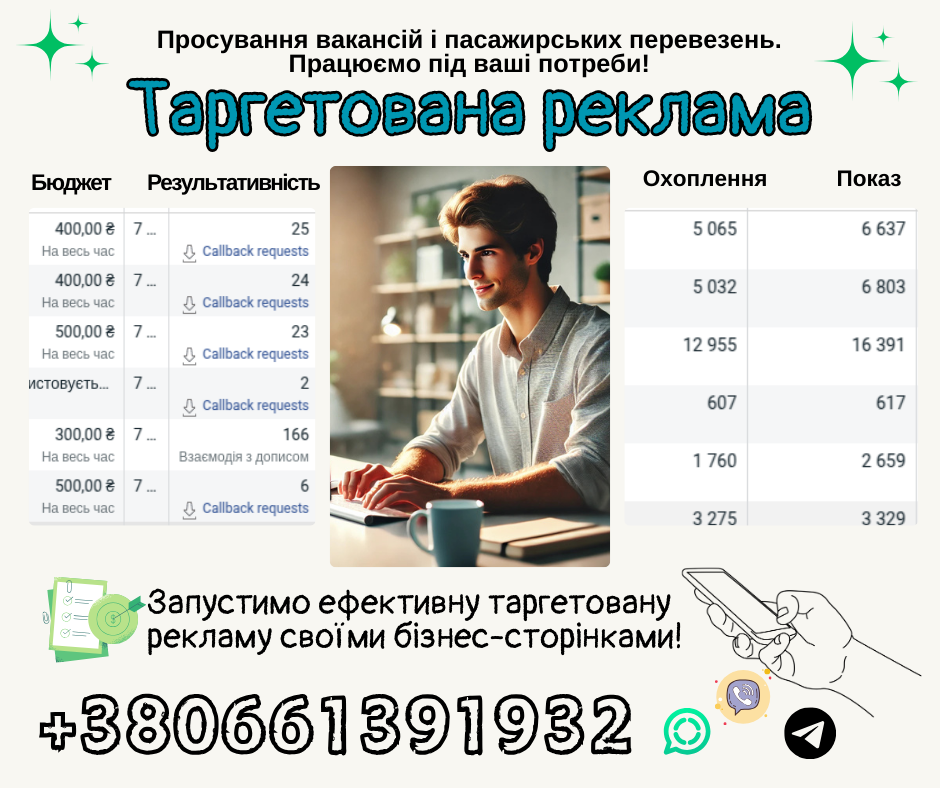 Просування вакансій і пасажирських перевезень.
Працюємо під ваші потреби!
Таргетована реклама
Бюджет Результативність
400,00 ₴ 7 ... 25
На весь час Callback requests
400,00 ₴ 7 ... 24
На весь час Callback requests
500,00 ₴ 7 ... 23
На весь час Callback requests
истовуєть... 7 ... 2
Callback requests
300,00 ₴ 7 ... 166
На весь час Взаємодія з дописом
500,00 ₴ 7 ... 6
На весь час Callback requests
Охоплення Показ
5 065 6 637
5 032 6 803
12 955 16 391
607 617
1 760 2 659
3 275 3 329
Запустимо ефективну таргетовану
рекламу своїми бізнес-сторінками!
+380661391932